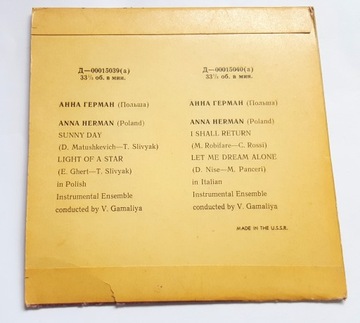 Д—00015039(а)
33⅓ об. в мин.
АННА ГЕРМАН (Польша)
ANNA HERMAN (Poland)
SUNNY DAY
(D. Matushkevich—T. Slivyak)
LIGHT OF A STAR
(E. Ghert—T. Slivyak)
in Polish
Instrumental Ensemble
conducted by V. Gamaliya
Д—00015040(а)
33⅓ об. в мин.
АННА ГЕРМАН (Польша)
ANNA HERMAN (Poland)
I SHALL RETURN
(M. Robifare—C. Rossi)
LET ME DREAM ALONE
(D. Nise—M. Panceri)
in Italian
Instrumental Ensemble
conducted by V. Gamaliya
MADE IN THE U.S.S.R.